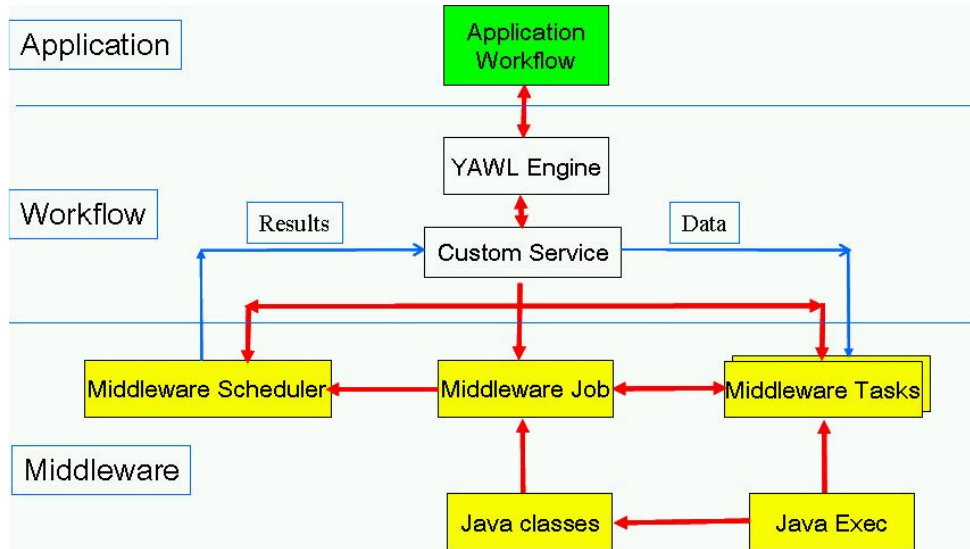 Application
Application
Workflow
YAWL Engine
Workflow
Results
Data
Custom Service
Middleware Scheduler
Middleware Job
Middleware Tasks
Middleware
Java classes
Java Exec